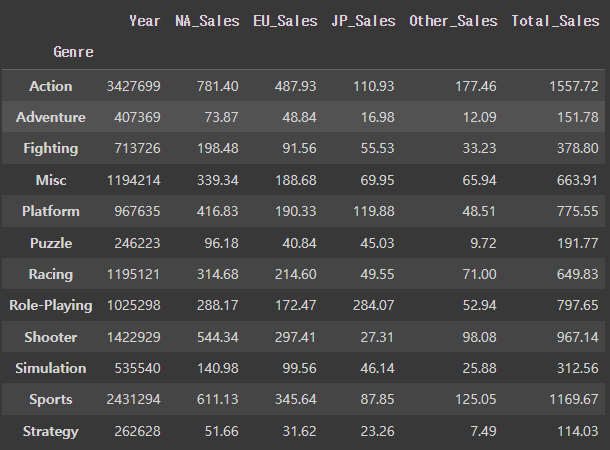 Year NA_Sales EU_Sales JP_Sales Other_Sales Total_Sales
Genre
Action 3427699 781.40 487.93 110.93 177.46 1557.72
Adventure 407369 73.87 48.84 16.98 12.09 151.78
Fighting 713726 198.48 91.56 55.53 33.23 378.80
Misc 1194214 339.34 188.68 69.95 65.94 663.91
Platform 967635 416.83 190.33 119.88 48.51 775.55
Puzzle 246223 96.18 40.84 45.03 9.72 191.77
Racing 1195121 314.68 214.60 49.55 71.00 649.83
Role-Playing 1025298 288.17 172.47 284.07 52.94 797.65
Shooter 1422929 544.34 297.41 27.31 98.08 967.14
Simulation 535540 140.98 99.56 46.14 25.88 312.56
Sports 2431294 611.13 345.64 87.85 125.05 1169.67
Strategy 262628 51.66 31.62 23.26 7.49 114.03